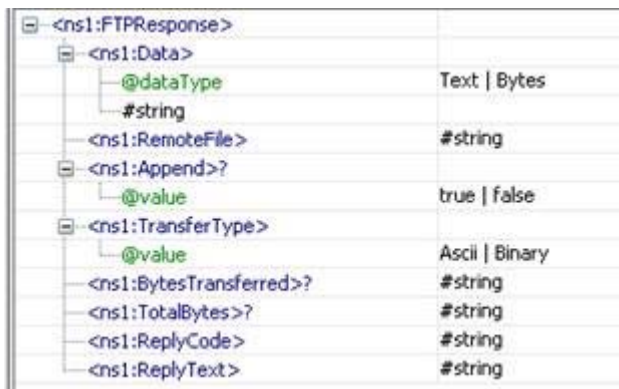 <ns1:FTPResponse>
<ns1:Data>
@dataType Text | Bytes
#string
<ns1:RemoteFile> #string
<ns1:Append>?
@value true | false
<ns1:TransferType>
@value Ascii | Binary
<ns1:BytesTransferred>? #string
<ns1:TotalBytes>? #string
<ns1:ReplyCode> #string
<ns1:ReplyText> #string